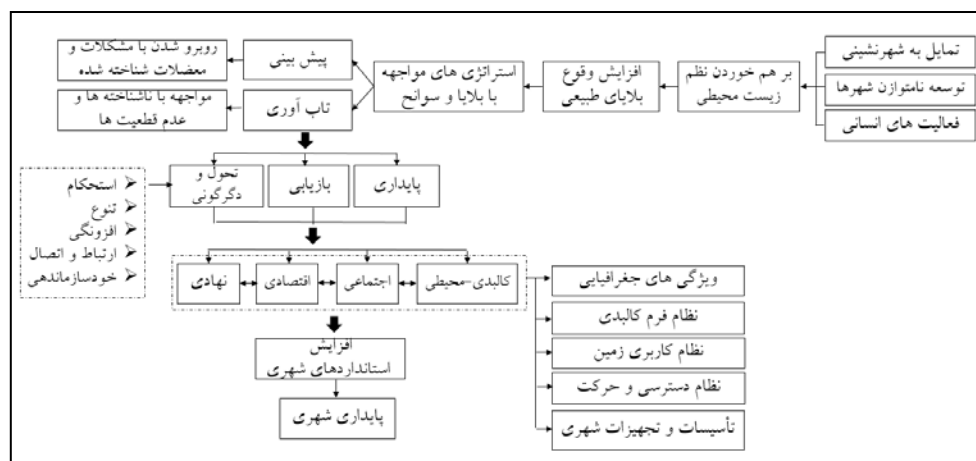 تمایل به شهرنشینی
توسعه نامتوازن شهرها
فعالیت های انسانی
بر هم خوردن نظم
زیست محیطی
افزایش وقوع
بلایای طبیعی
استراتژی های مواجهه
با بلایا و سوانح
پیش بینی
تاب آوری
روبرو شدن با مشکلات و
معضلات شناخته شده
مواجهه با ناشناخته ها و
عدم قطعیت ها
پایداری
بازیابی
تحول و
دگرگونی
استحکام
تنوع
افزونگی
ارتباط و اتصال
خودسازماندهی
کالبدی-محیطی
اجتماعی
اقتصادی
نهادی
ویژگی های جغرافیایی
نظام فرم کالبدی
نظام کاربری زمین
نظام دسترسی و حرکت
تأسیسات و تجهیزات شهری
افزایش
استانداردهای شهری
پایداری شهری